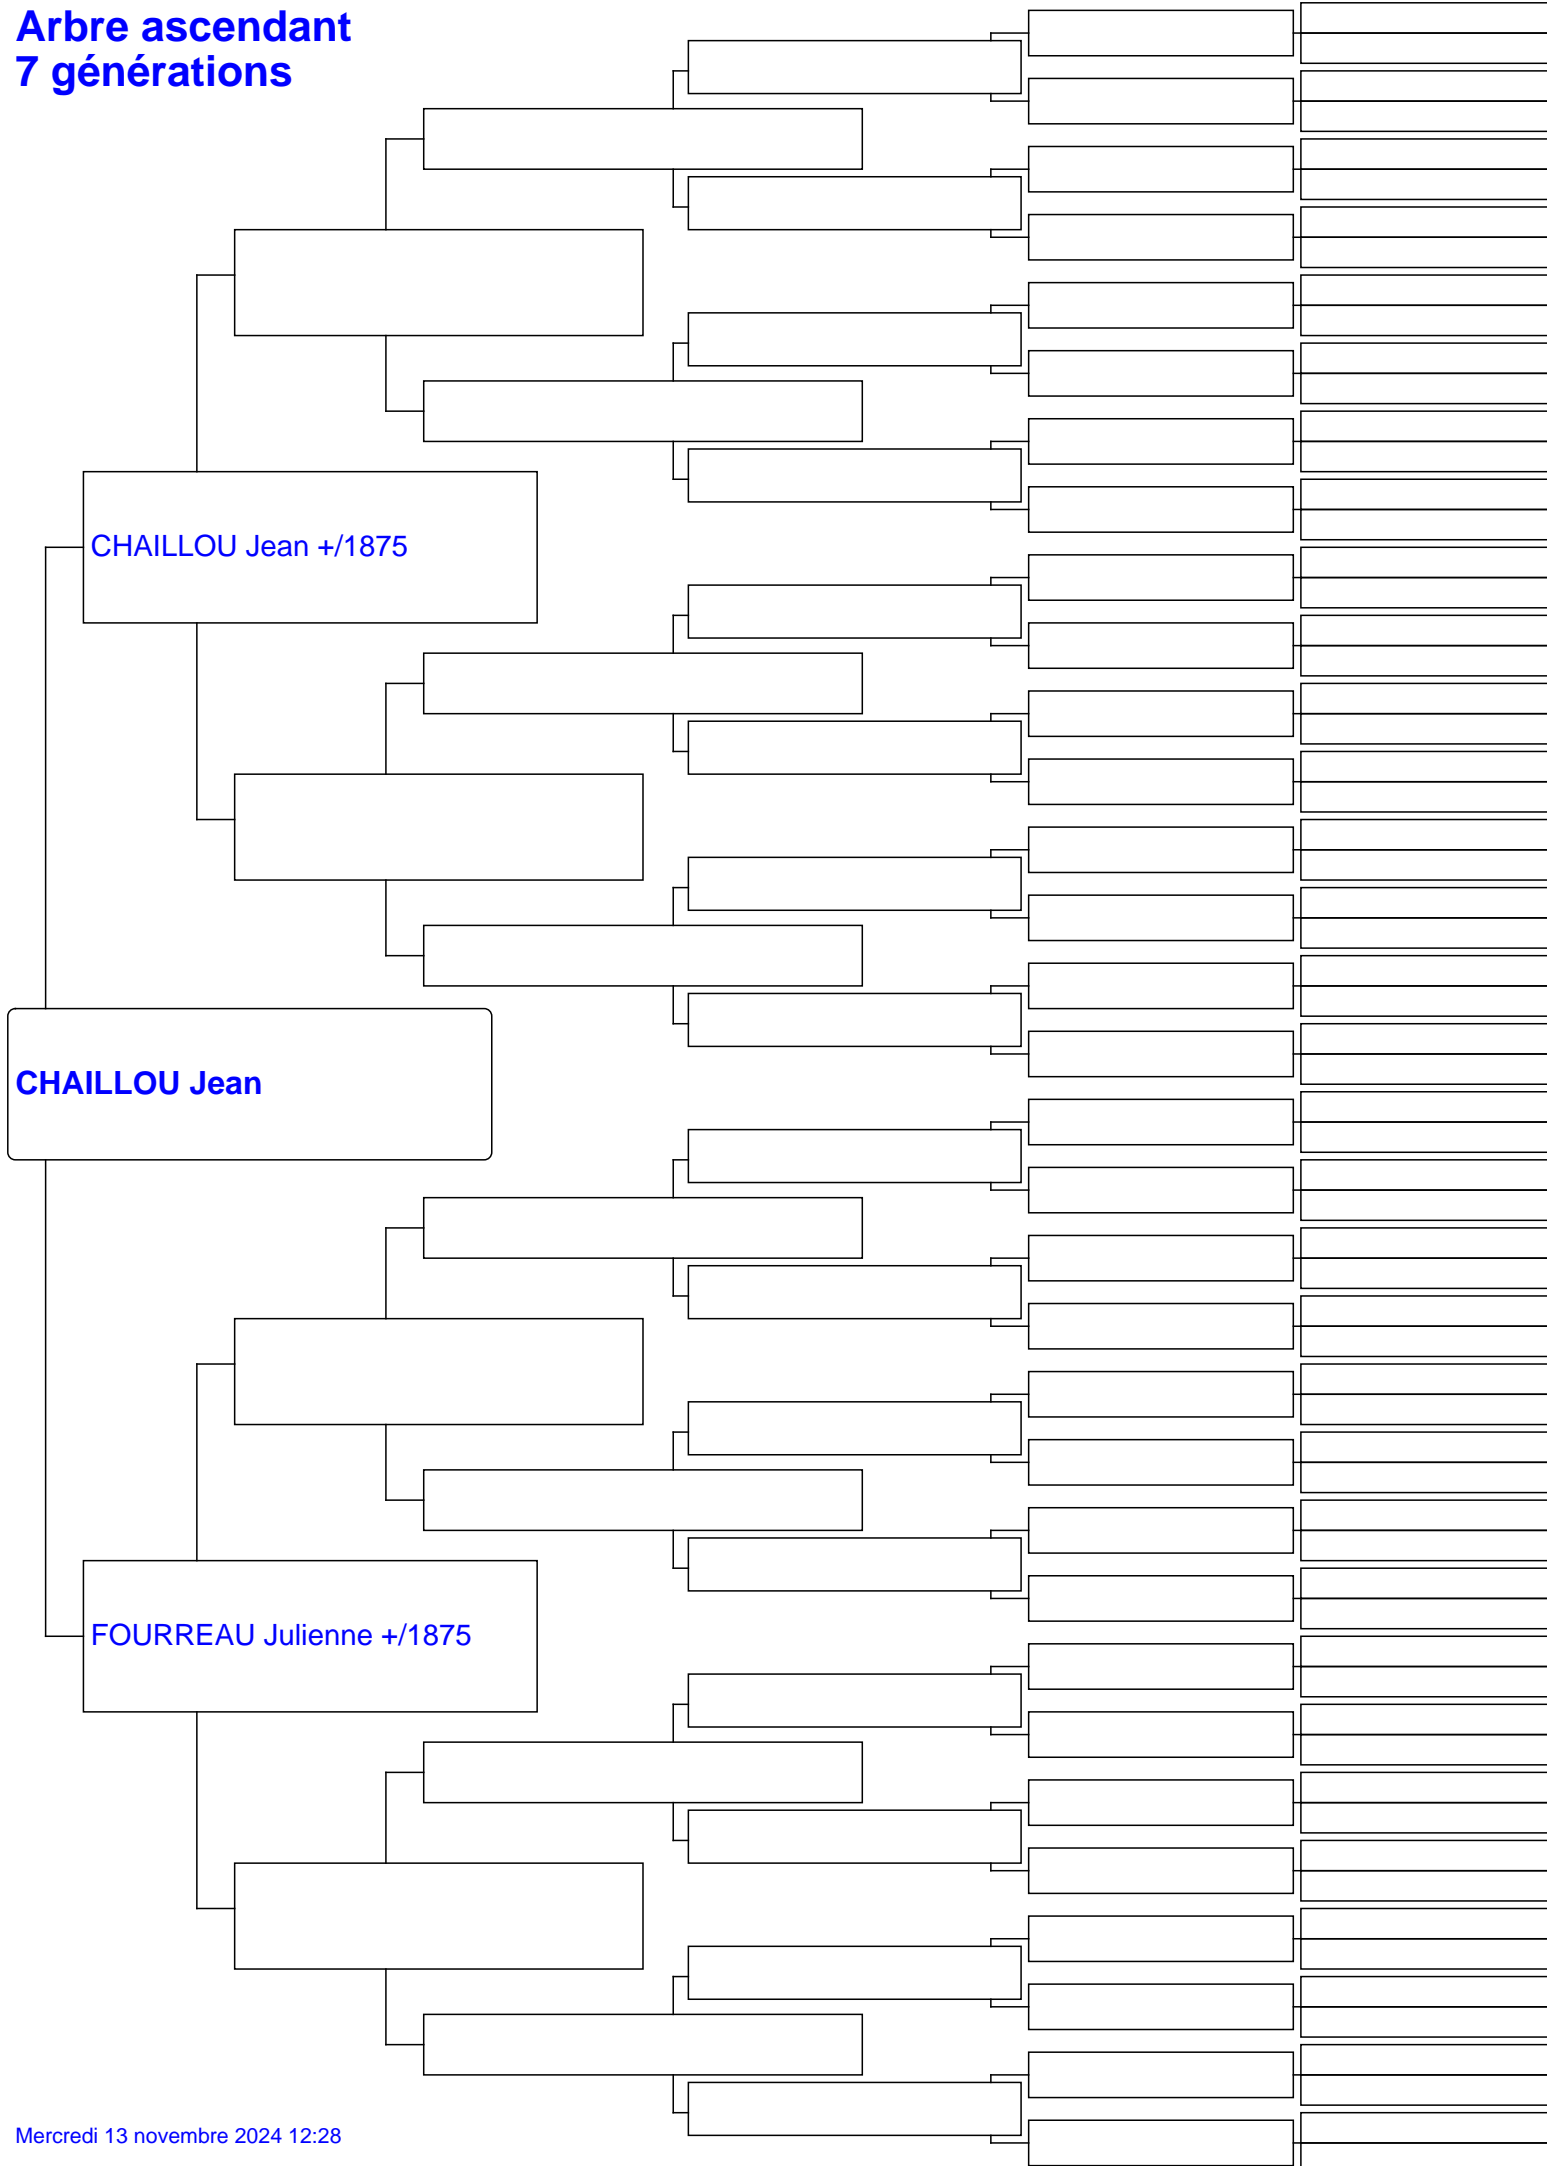 Arbre ascendant
7 générations
CHAILLOU Jean +/1875
CHAILLOU Jean
FOURREAU Julienne +/1875
Mercredi 13 novembre 2024 12:28